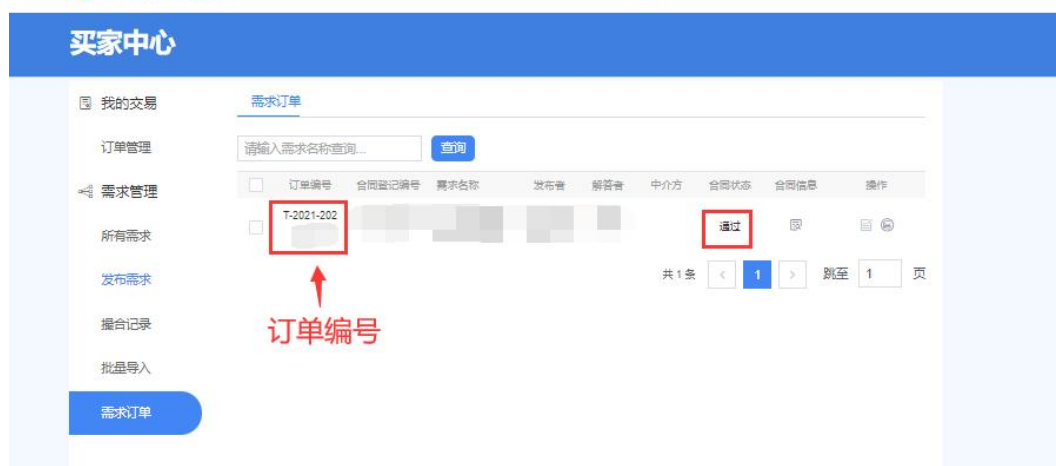 买家中心
我的交易
订单管理
需求管理
所有需求
发布需求
撮合记录
批量导入
需求订单
需求订单
请输入需求名称查询... 查询
订单编号 合同登记编号 需求名称 发布者 解答者 中介方 合同状态 合同信息 操作
T-2021-202 通过
共1条 < 1 > 跳至 1 页
订单编号